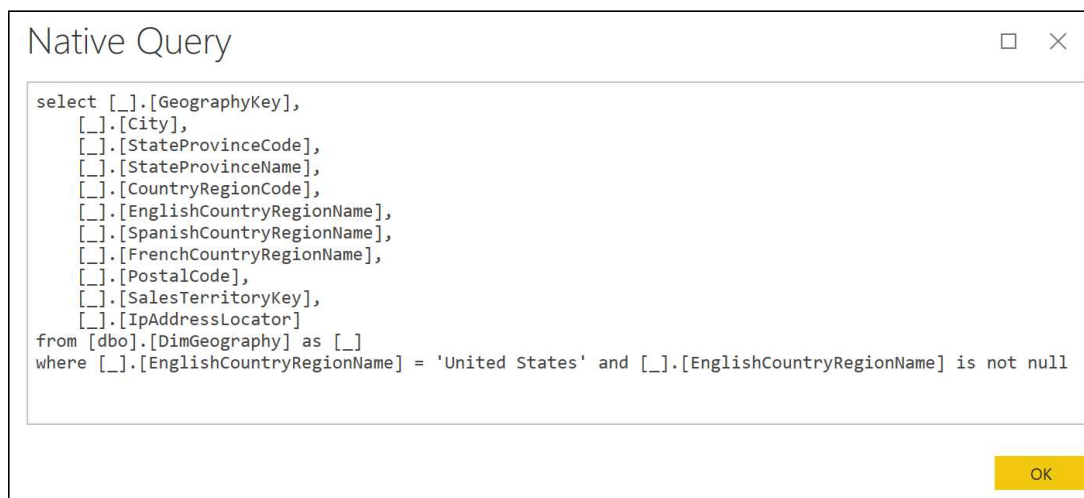 Native Query
select [_].[GeographyKey],
[_].[City],
[_].[StateProvinceCode],
[_].[StateProvinceName],
[_].[CountryRegionCode],
[_].[EnglishCountryRegionName],
[_].[SpanishCountryRegionName],
[_].[FrenchCountryRegionName],
[_].[PostalCode],
[_].[SalesTerritoryKey],
[_].[IpAddressLocator]
from [dbo].[DimGeography] as [_]
where [_].[EnglishCountryRegionName] = 'United States' and [_].[EnglishCountryRegionName] is not null
OK